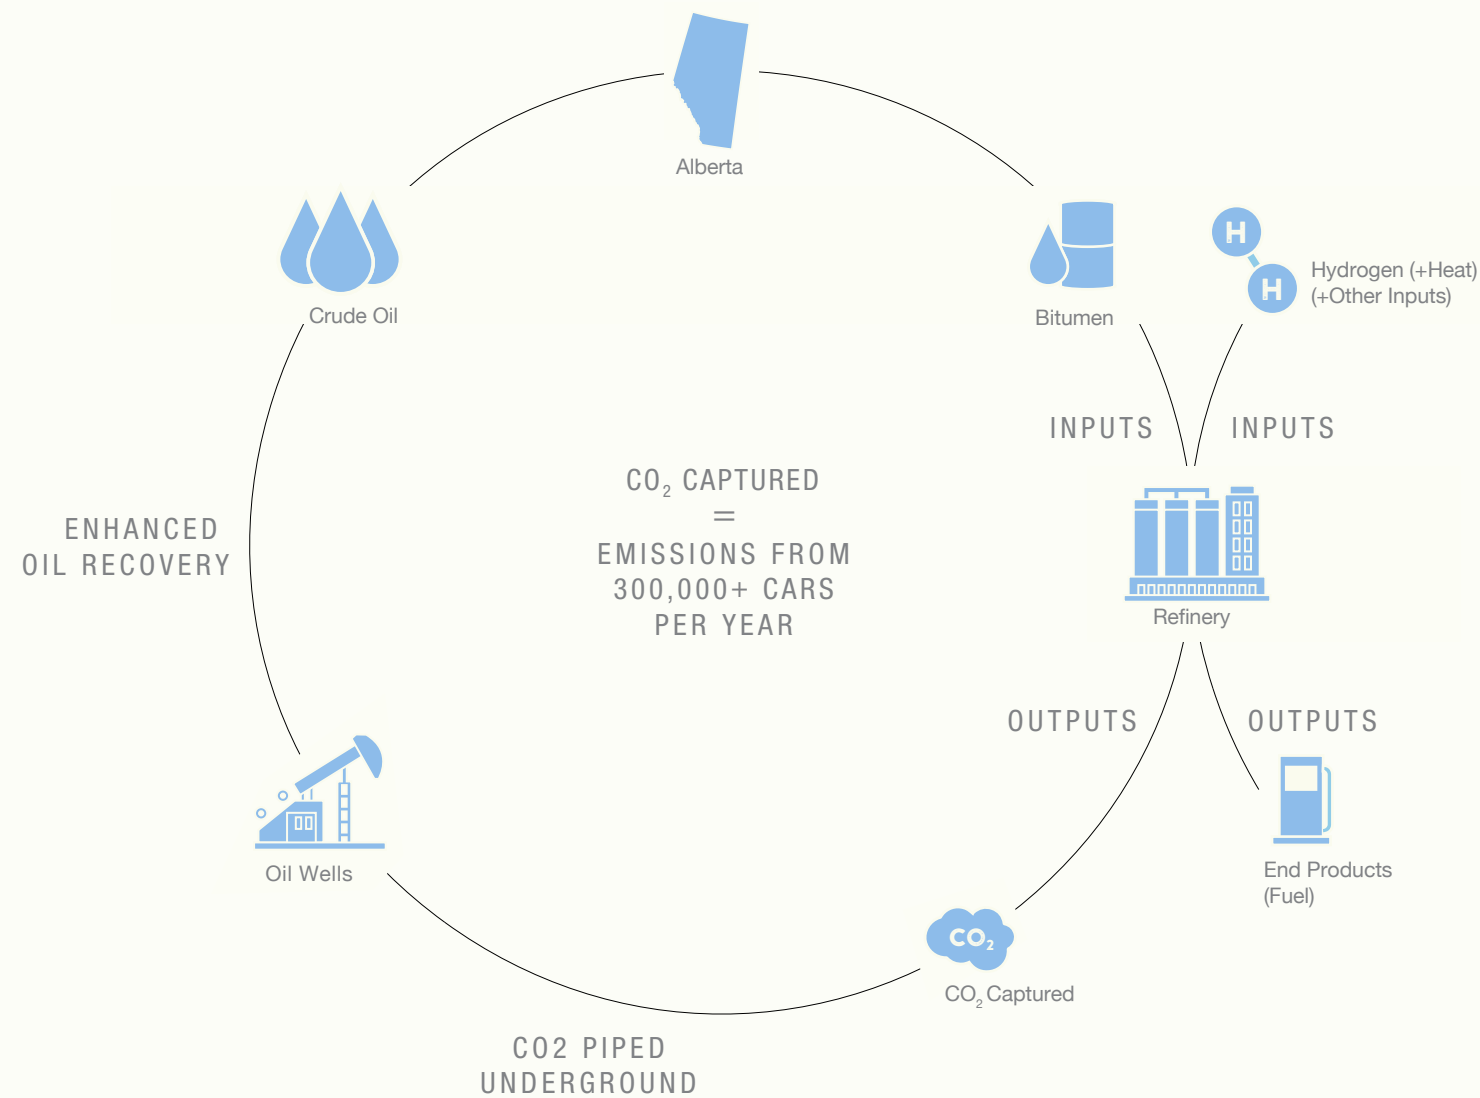 Alberta
Crude Oil
Bitumen
H
H
Hydrogen (+Heat)
(+Other Inputs)
INPUTS
INPUTS
CO₂ CAPTURED
=
EMISSIONS FROM
300,000+ CARS
PER YEAR
ENHANCED
OIL RECOVERY
Refinery
OUTPUTS
OUTPUTS
Oil Wells
End Products
(Fuel)
CO₂
CO₂ Captured
CO2 PIPED
UNDERGROUND